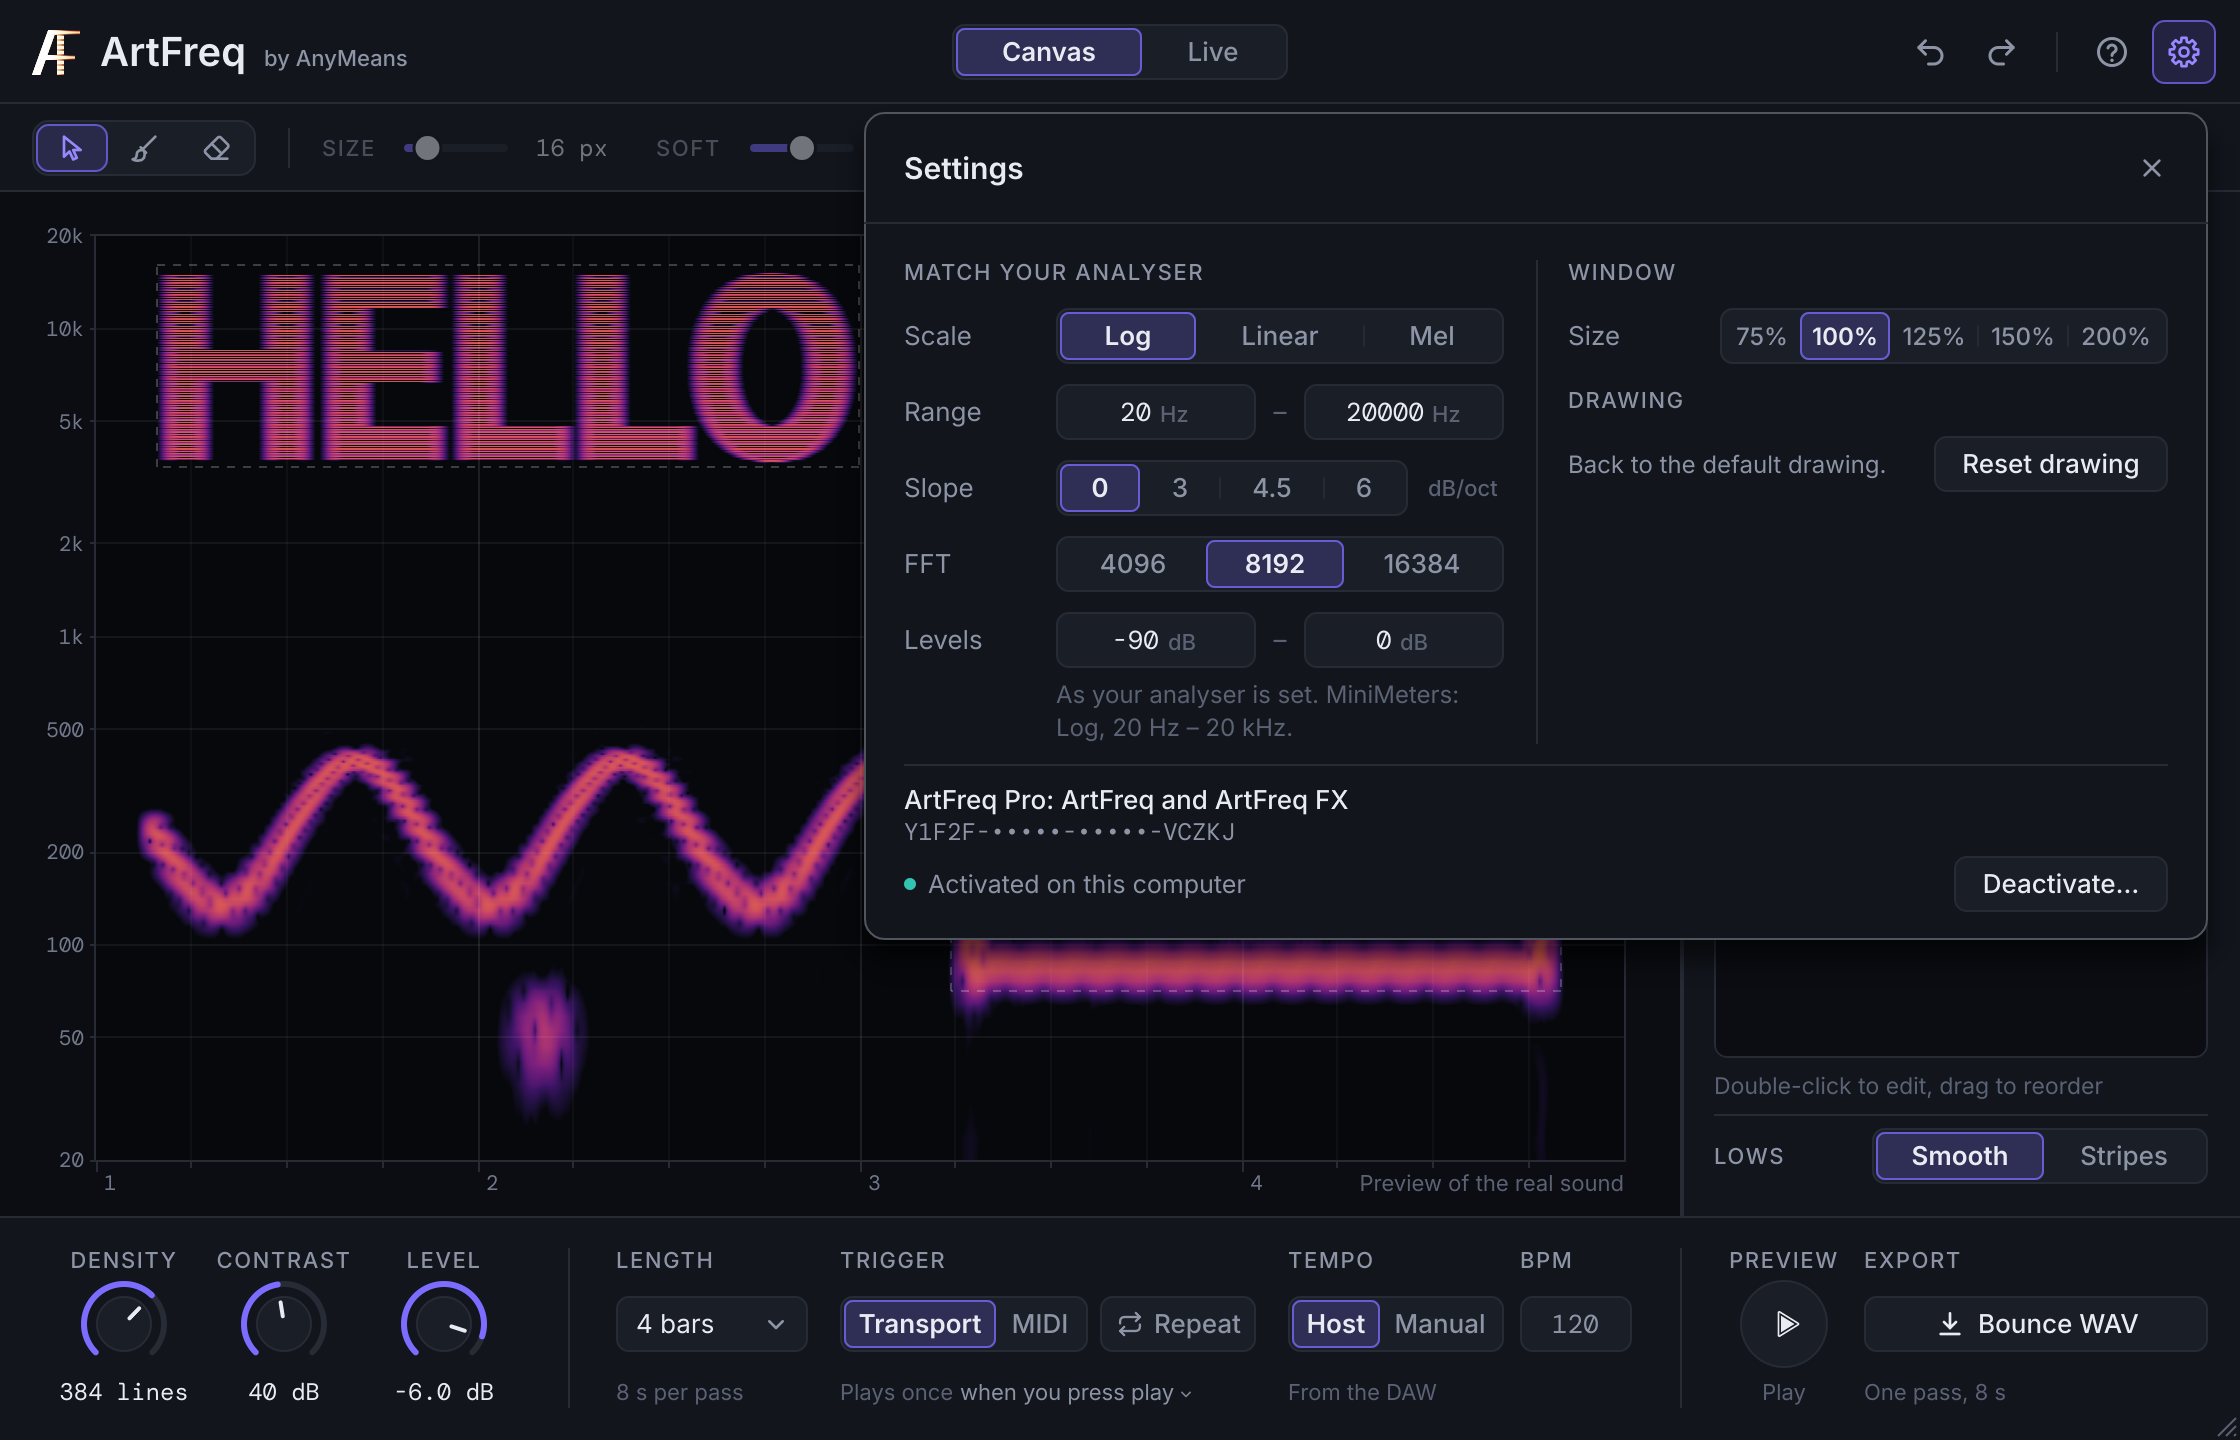 ArtFreq by AnyMeans
Canvas Live
SIZE 16 px SOFT
Settings
MATCH YOUR ANALYSER
Scale Log Linear Mel
Range 20 Hz – 20000 Hz
Slope 0 3 4.5 6 dB/oct
FFT 4096 8192 16384
Levels -90 dB – 0 dB
As your analyser is set. MiniMeters:
Log, 20 Hz – 20 kHz.
WINDOW
Size 75% 100% 125% 150% 200%
DRAWING
Back to the default drawing. Reset drawing
ArtFreq Pro: ArtFreq and ArtFreq FX
Y1F2F-•••••-•••••-VCZKJ
Activated on this computer Deactivate...
HELLO
20k
10k
5k
2k
1k
500
200
100
50
20
1 2 3 4 Preview of the real sound
Double-click to edit, drag to reorder
LOWS Smooth Stripes
DENSITY CONTRAST LEVEL LENGTH TRIGGER TEMPO BPM PREVIEW EXPORT
4 bars Transport MIDI Repeat Host Manual 120 Bounce WAV
384 lines 40 dB -6.0 dB 8 s per pass Plays once when you press play From the DAW Play One pass, 8 s